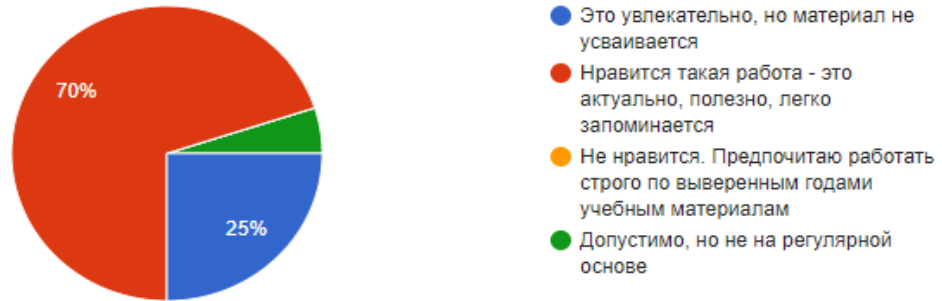 70%
25%
Это увлекательно, но материал не
усваивается
Нравится такая работа - это
актуально, полезно, легко
запоминается
Не нравится. Предпочитаю работать
строго по выверенным годами
учебным материалам
Допустимо, но не на регулярной
основе